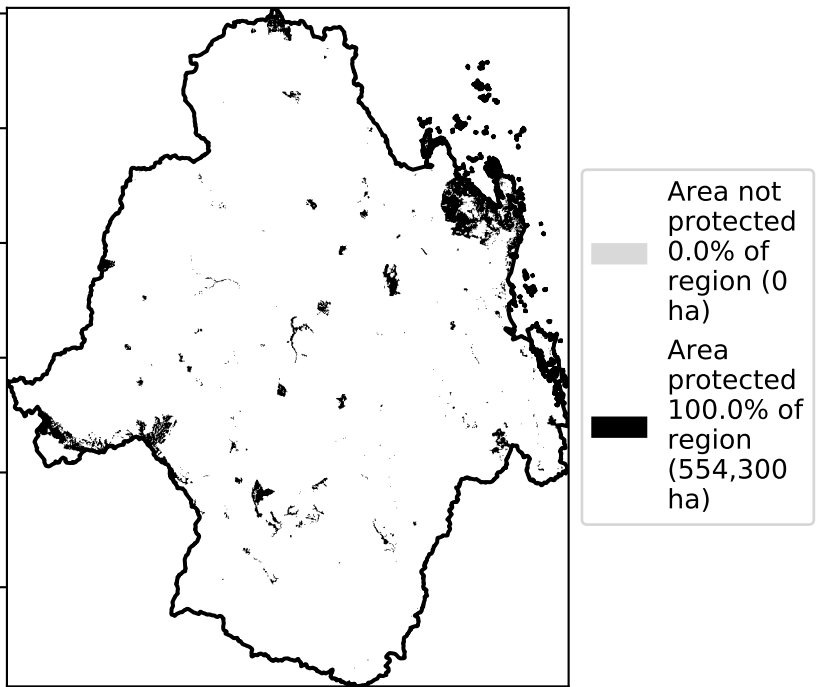 Area not
protected
0.0% of
region (0
ha)
Area
protected
100.0% of
region
(554,300
ha)